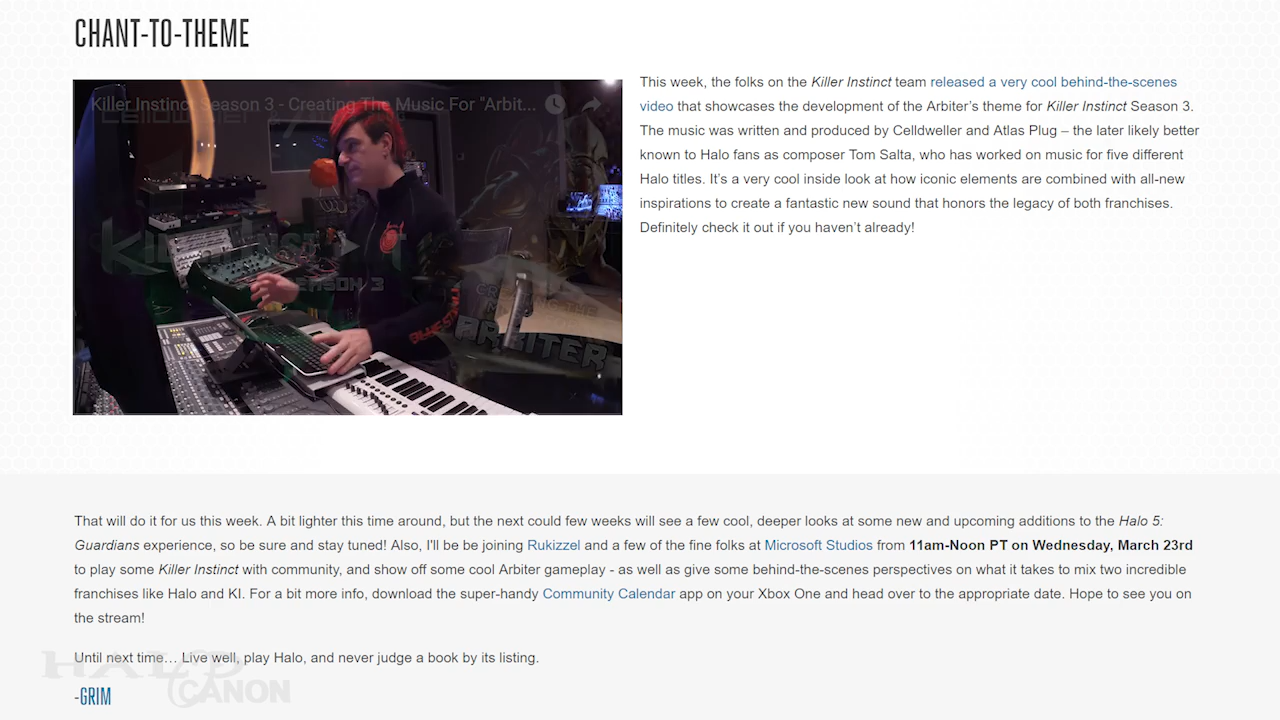 CHANT-TO-THEME
Killer Instinct Season 3 - Creating The Music For "Arbit...
SEASON 3
ARBITER
This week, the folks on the Killer Instinct team released a very cool behind-the-scenes
video that showcases the development of the Arbiter's theme for Killer Instinct Season 3.
The music was written and produced by Celldweller and Atlas Plug – the later likely better
known to Halo fans as composer Tom Salta, who has worked on music for five different
Halo titles. It's a very cool inside look at how iconic elements are combined with all-new
inspirations to create a fantastic new sound that honors the legacy of both franchises.
Definitely check it out if you haven't already!
That will do it for us this week. A bit lighter this time around, but the next could few weeks will see a few cool, deeper looks at some new and upcoming additions to the Halo 5:
Guardians experience, so be sure and stay tuned! Also, I'll be be joining Rukizzel and a few of the fine folks at Microsoft Studios from 11am-Noon PT on Wednesday, March 23rd
to play some Killer Instinct with community, and show off some cool Arbiter gameplay - as well as give some behind-the-scenes perspectives on what it takes to mix two incredible
franchises like Halo and KI. For a bit more info, download the super-handy Community Calendar app on your Xbox One and head over to the appropriate date. Hope to see you on
the stream!
Until next time… Live well, play Halo, and never judge a book by its listing.
-GRIM
HALO
CANON